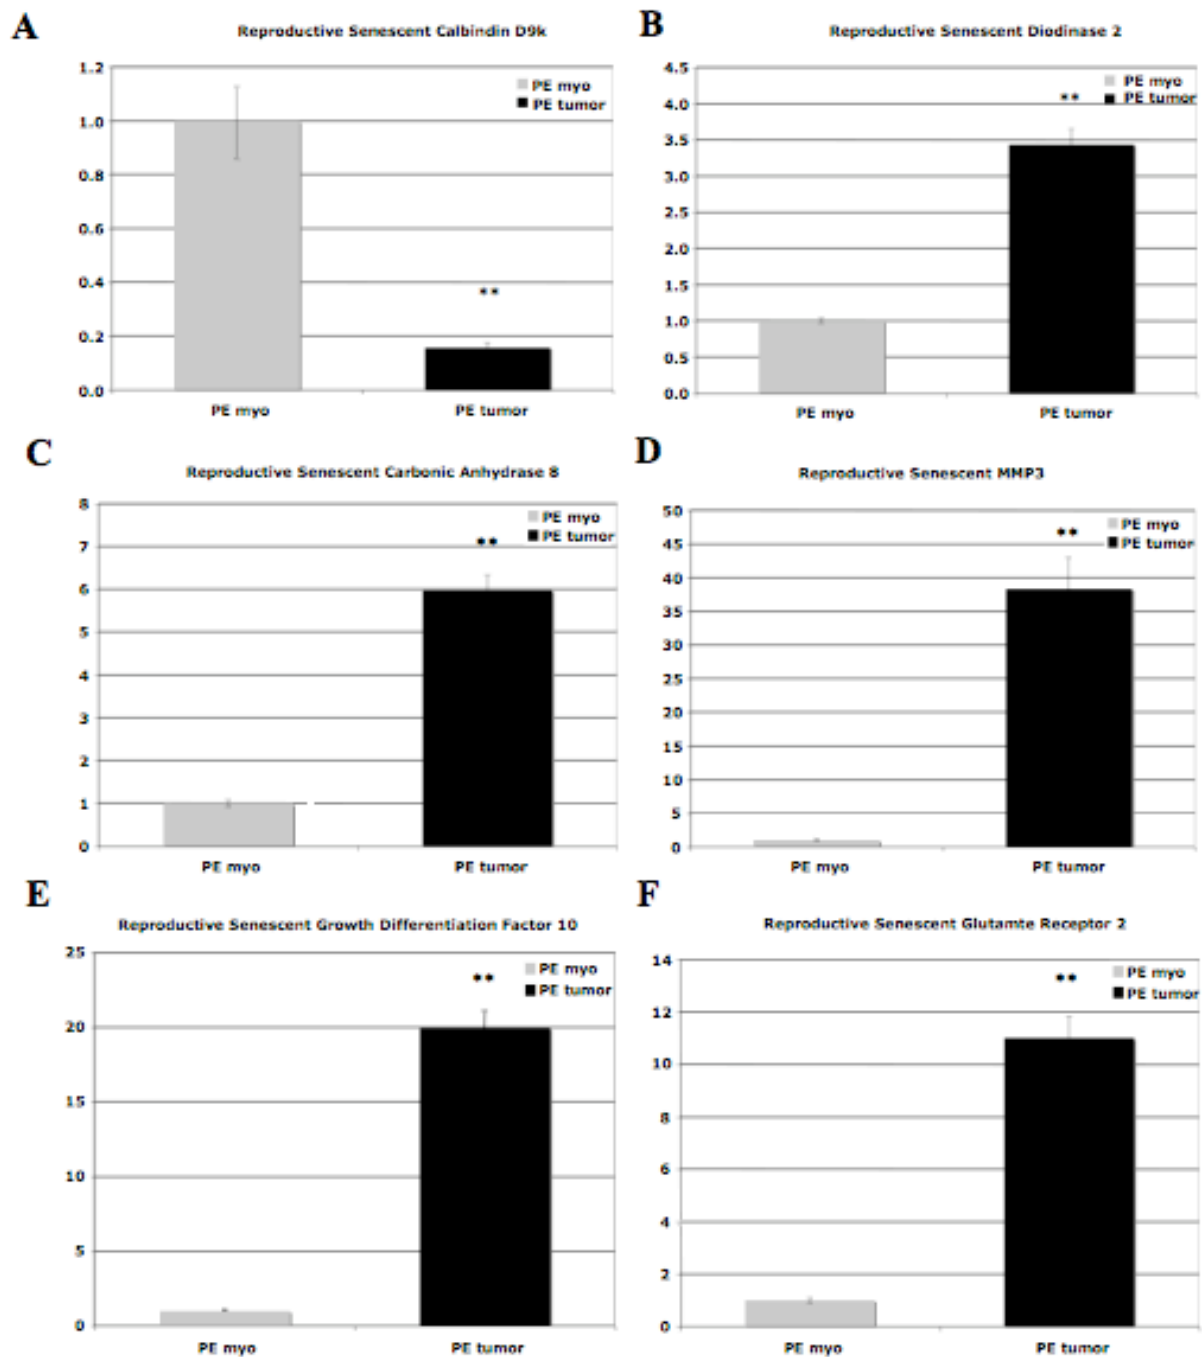 A
Reproductive Senescent Calbindin D9k
1.2
1.0
0.8
0.6
0.4
0.2
0.0
PE myo
PE tumor
**
PE myo
PE tumor
B
Reproductive Senescent Diodinase 2
4.5
4.0
3.5
3.0
2.5
2.0
1.5
1.0
0.5
0.0
PE myo
PE tumor
**
PE myo
PE tumor
C
Reproductive Senescent Carbonic Anhydrase 8
8
7
6
5
4
3
2
1
0
PE myo
PE tumor
**
PE myo
PE tumor
D
Reproductive Senescent MMP3
50
45
40
35
30
25
20
15
10
5
0
PE myo
PE tumor
**
PE myo
PE tumor
E
Reproductive Senescent Growth Differentiation Factor 10
25
20
15
10
5
0
PE myo
PE tumor
**
PE myo
PE tumor
F
Reproductive Senescent Glutamte Receptor 2
14
12
10
8
6
4
2
0
PE myo
PE tumor
**
PE myo
PE tumor